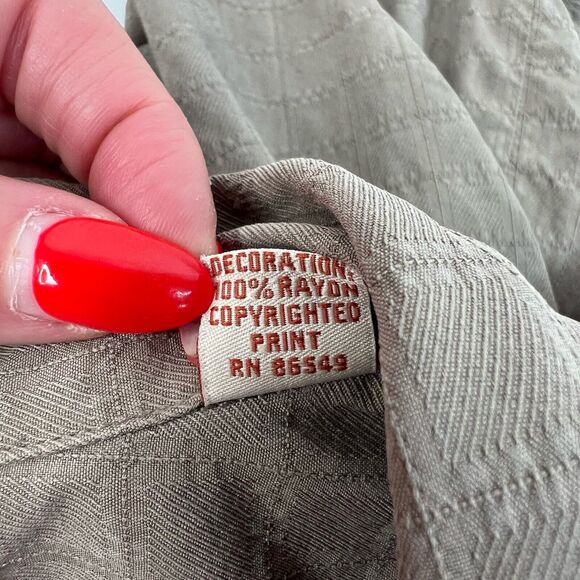 DECORATION:
100% RAYON
COPYRIGHTED
PRINT
RN 86549